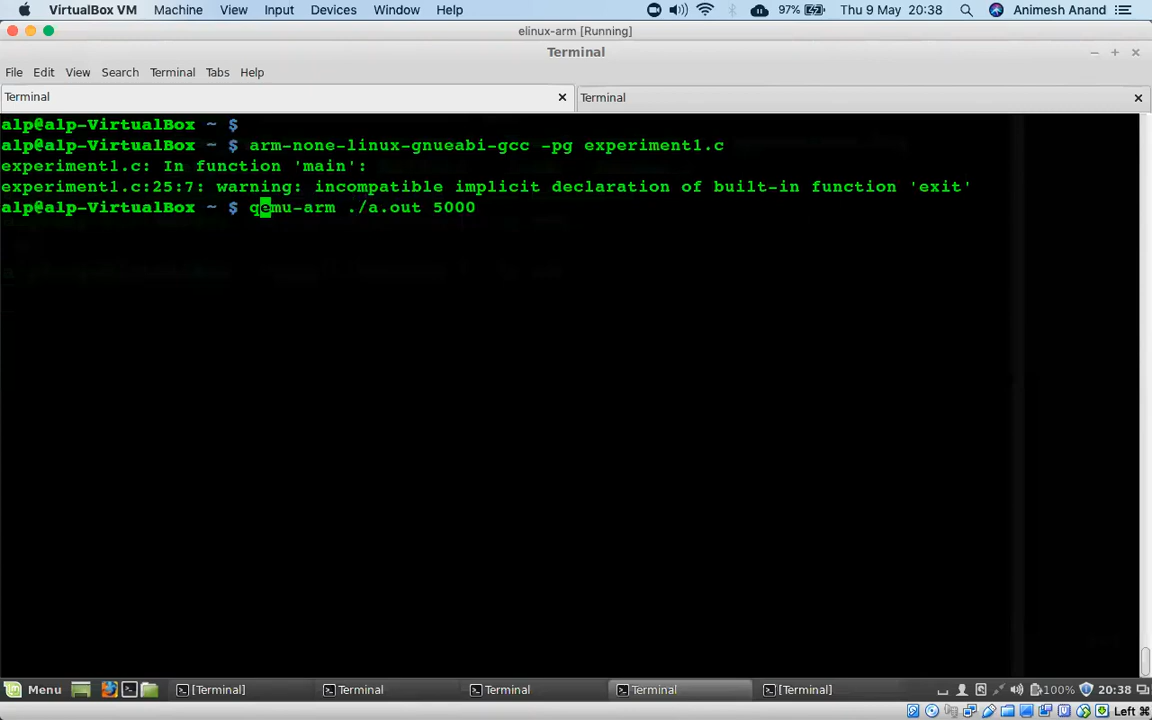 VirtualBox VM Machine View Input Devices Window Help 97% Thu 9 May 20:38 Animesh Anand
elinux-arm [Running]
Terminal
File Edit View Search Terminal Tabs Help
Terminal Terminal
alp@alp-VirtualBox ~ $
alp@alp-VirtualBox ~ $ arm-none-linux-gnueabi-gcc -pg experiment1.c
experiment1.c: In function 'main':
experiment1.c:25:7: warning: incompatible implicit declaration of built-in function 'exit'
alp@alp-VirtualBox ~ $ qemu-arm ./a.out 5000
Menu [Terminal] Terminal Terminal Terminal [Terminal] 100% 20:38
Left ⌘